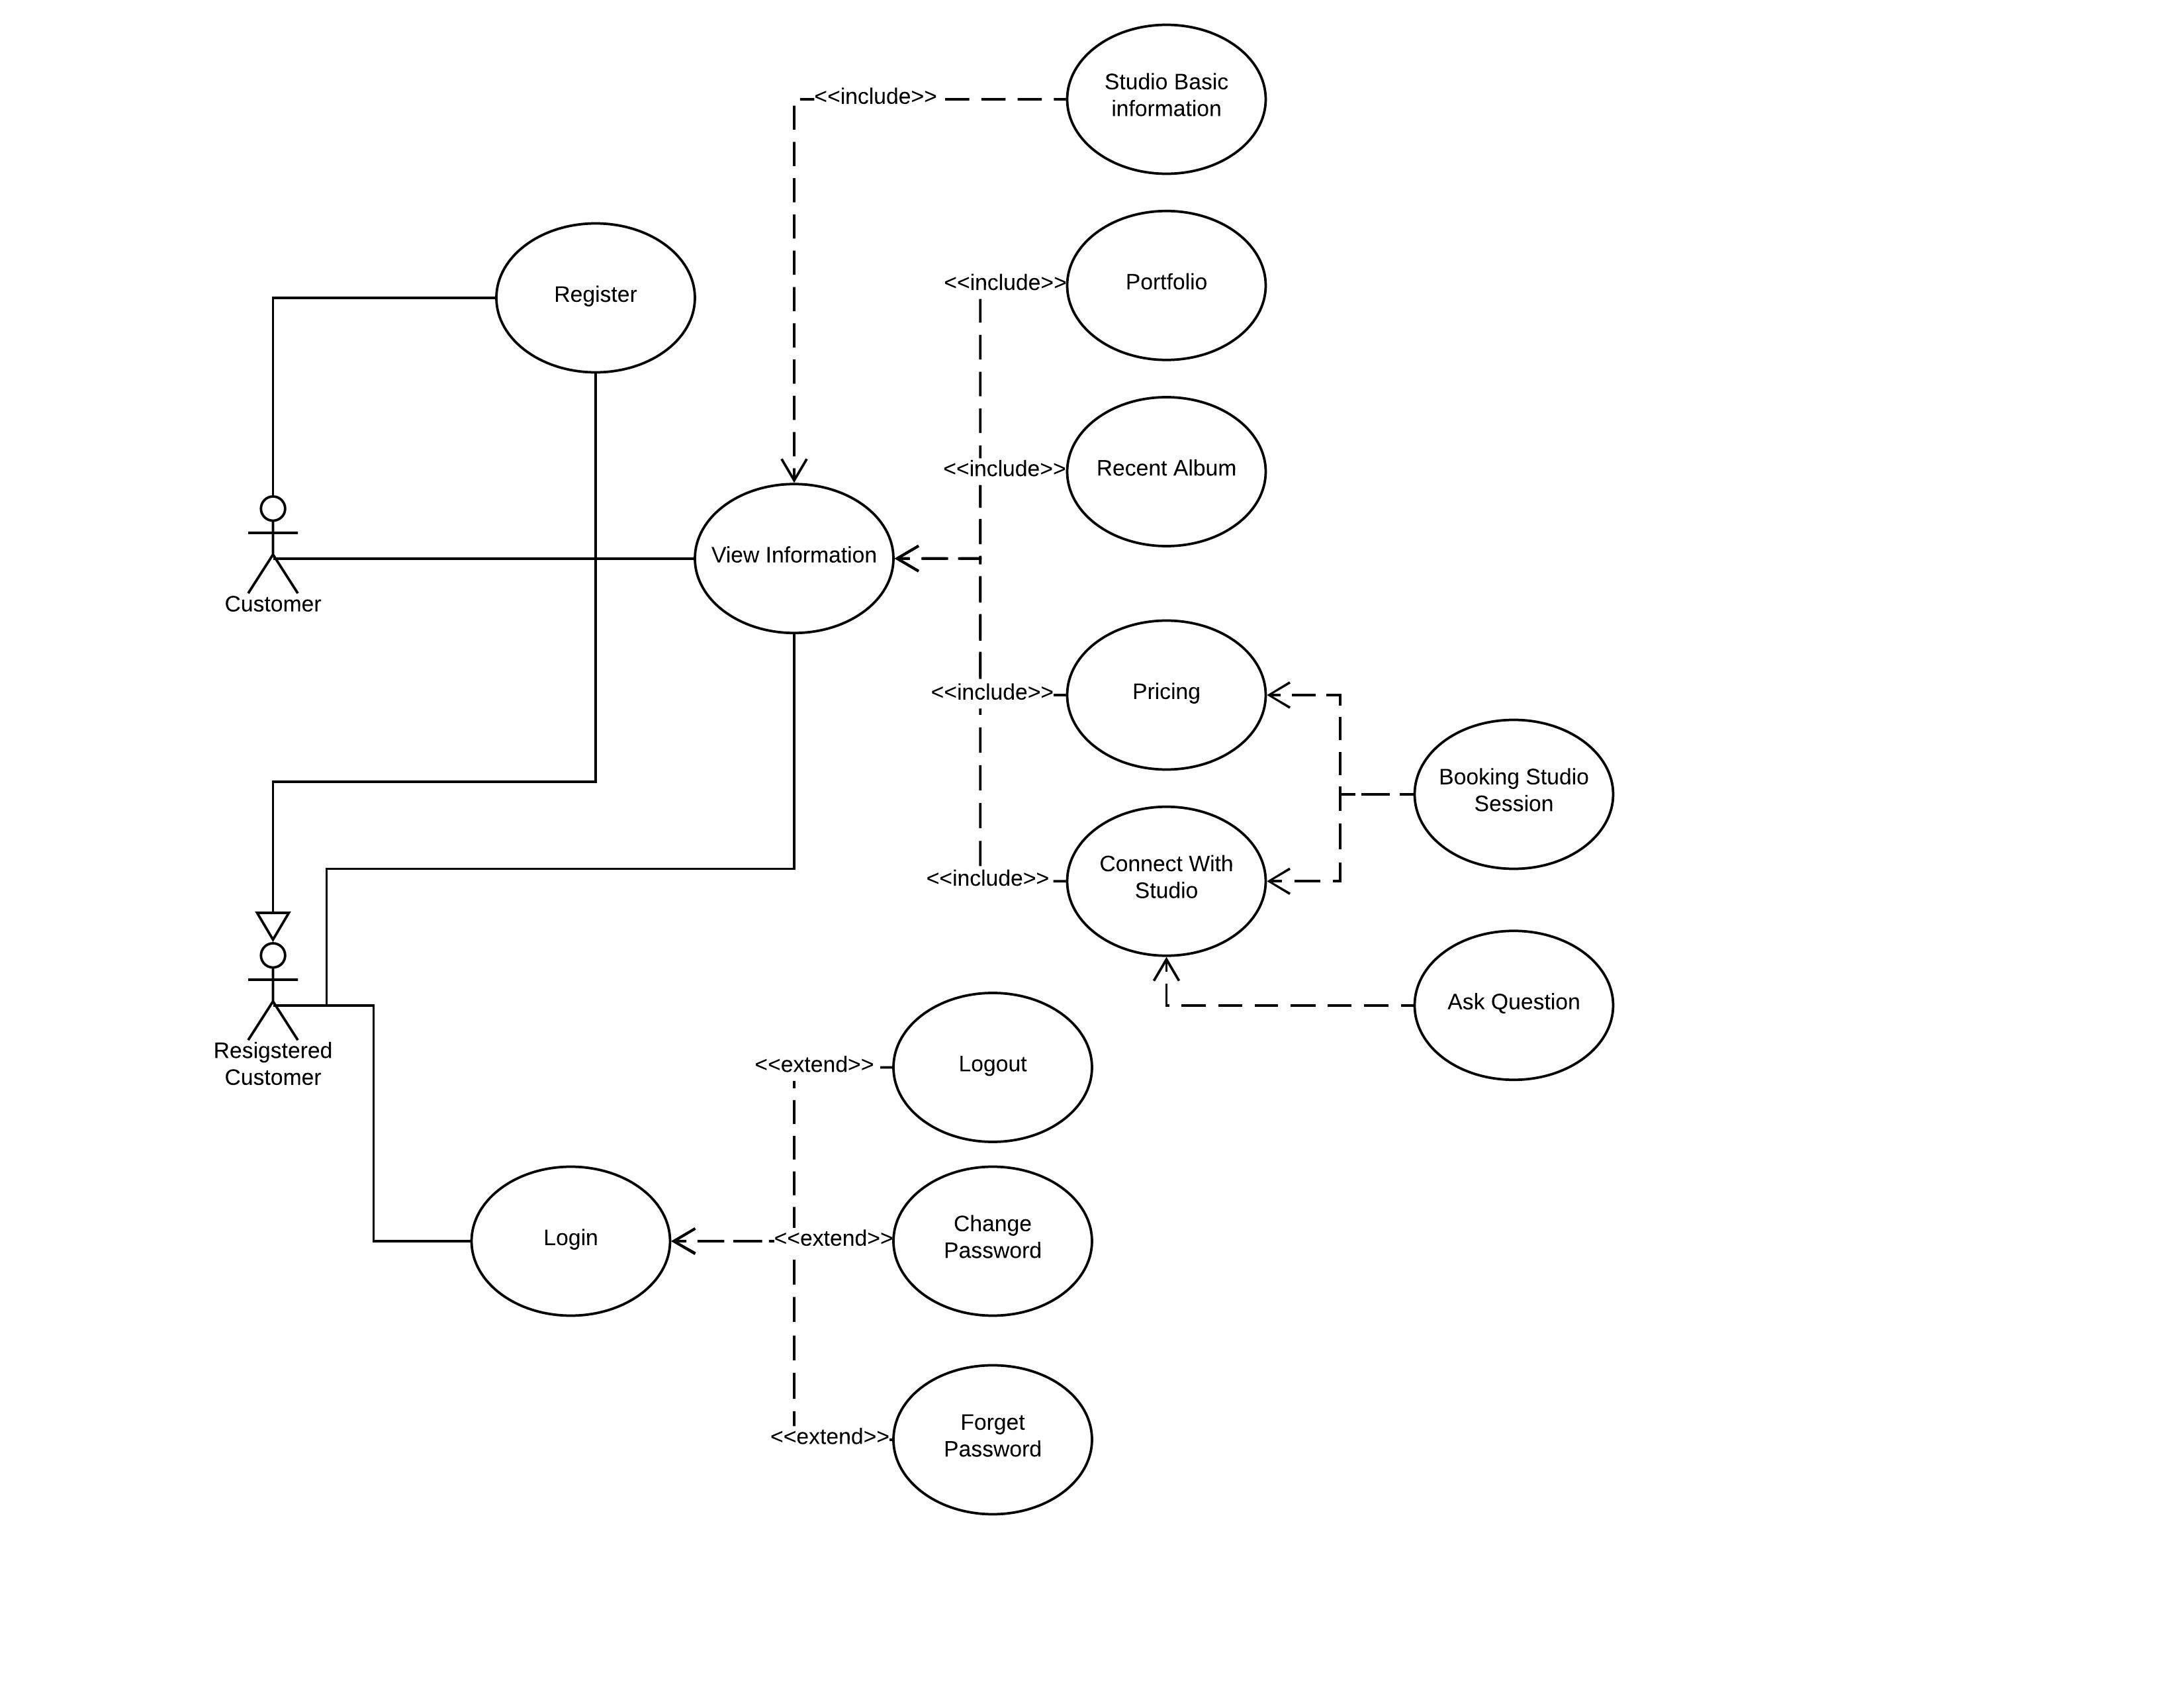 <<include>>
Studio Basic
information
Register
<<include>>
Portfolio
<<include>>
Recent Album
View Information
Customer
<<include>>
Pricing
Booking Studio
Session
<<include>>
Connect With
Studio
Ask Question
Resigstered
Customer
<<extend>>
Logout
Login
<<extend>>
Change
Password
<<extend>>
Forget
Password